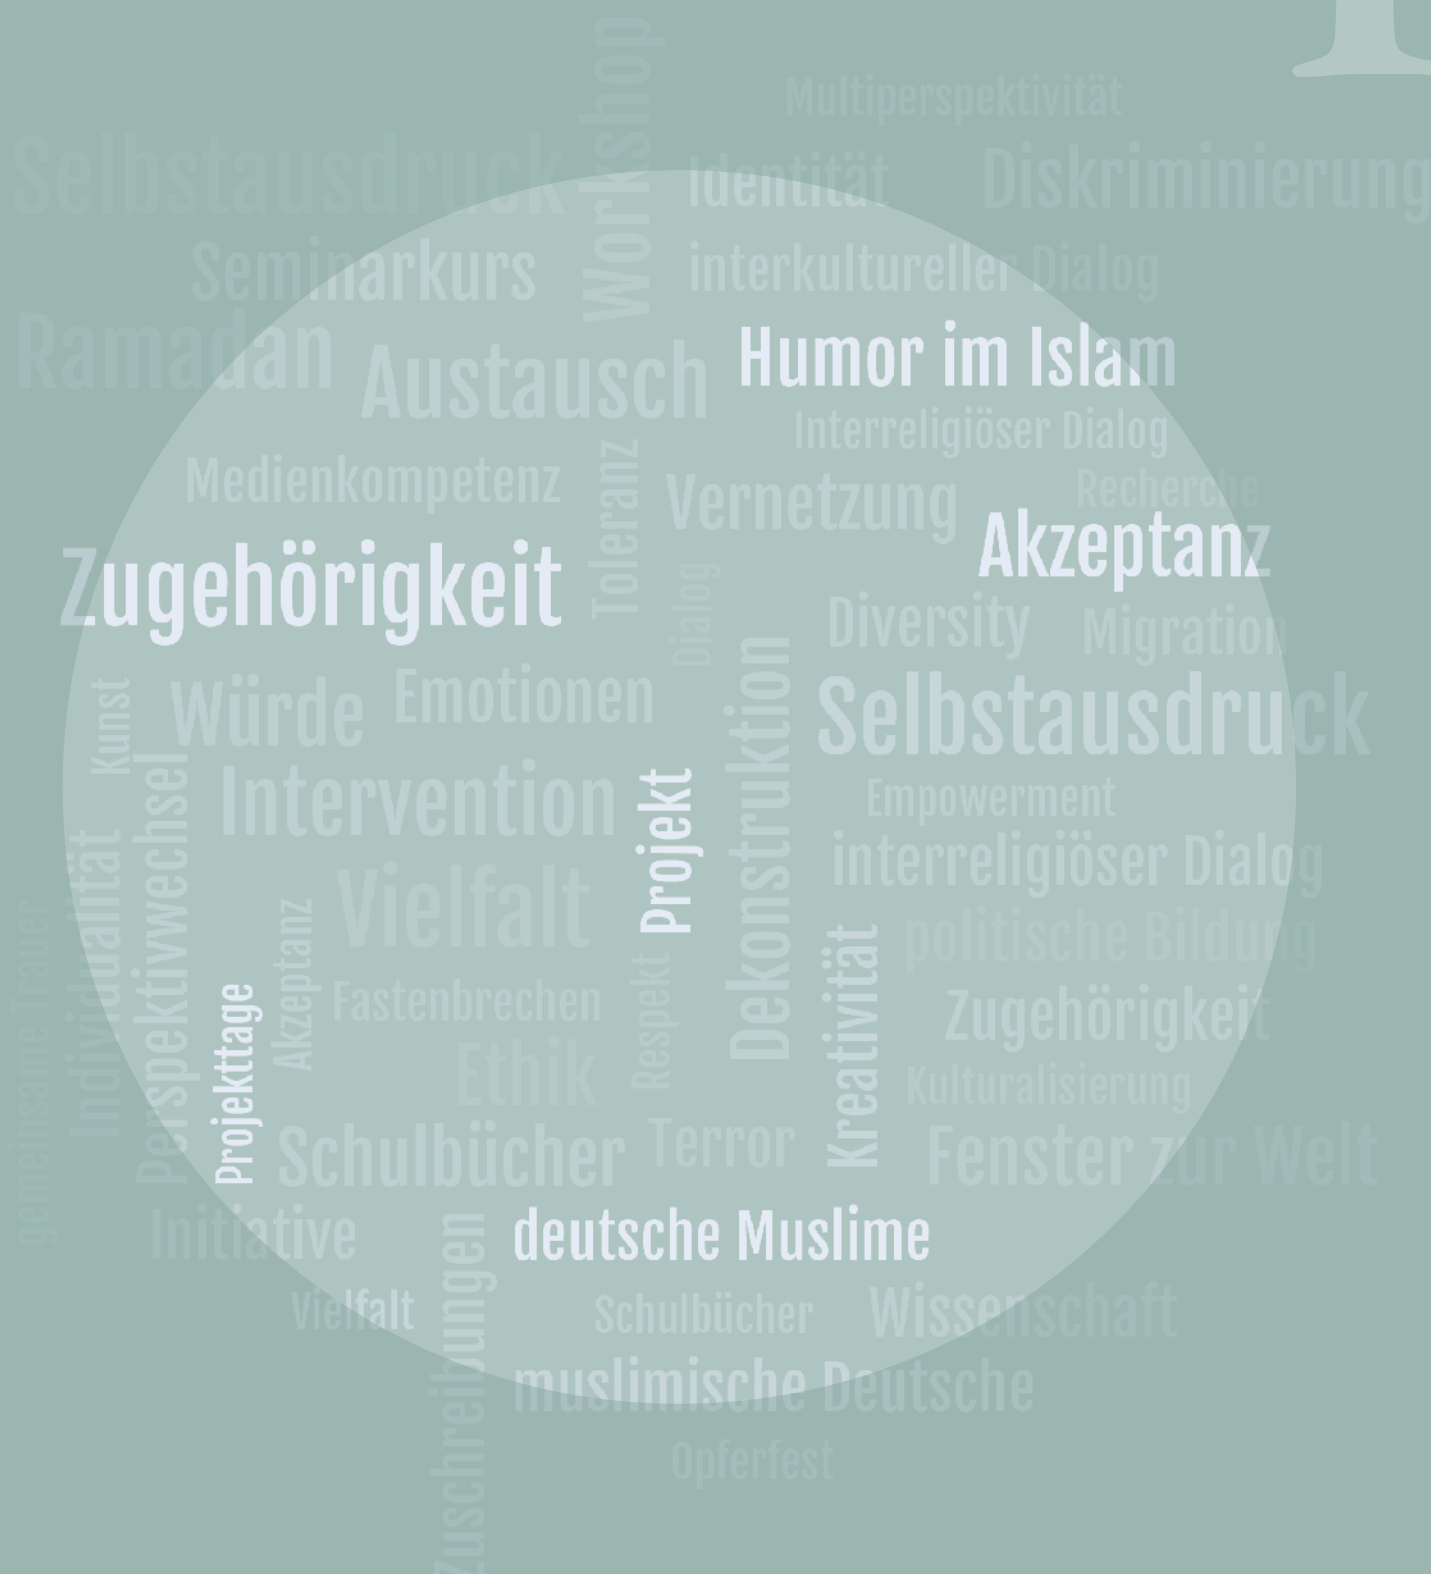 Workshop
Multiperspektivität
Selbstausdruck
Identität
Diskriminierung
Seminarkurs
interkultureller Dialog
Ramadan
Austausch
Humor im Islam
Interreligiöser Dialog
Medienkompetenz
Toleranz
Vernetzung
Recherche
Akzeptanz
Zugehörigkeit
Dialog
Diversity
Migration
Kunst
Würde
Emotionen
Dekonstruktion
Selbstausdruck
Perspektivwechsel
Intervention
Projekt
Empowerment
Individualität
interreligiöser Dialog
Vielfalt
gemeinsame Trauer
Akzeptanz
politische Bildung
Kreativität
Projekttage
Fastenbrechen
Respekt
Zugehörigkeit
Ethik
Kulturalisierung
Schulbücher
Terror
Fenster zur Welt
Initiative
Zuschreibungen
deutsche Muslime
Vielfalt
Schulbücher
Wissenschaft
muslimische Deutsche
Opferfest